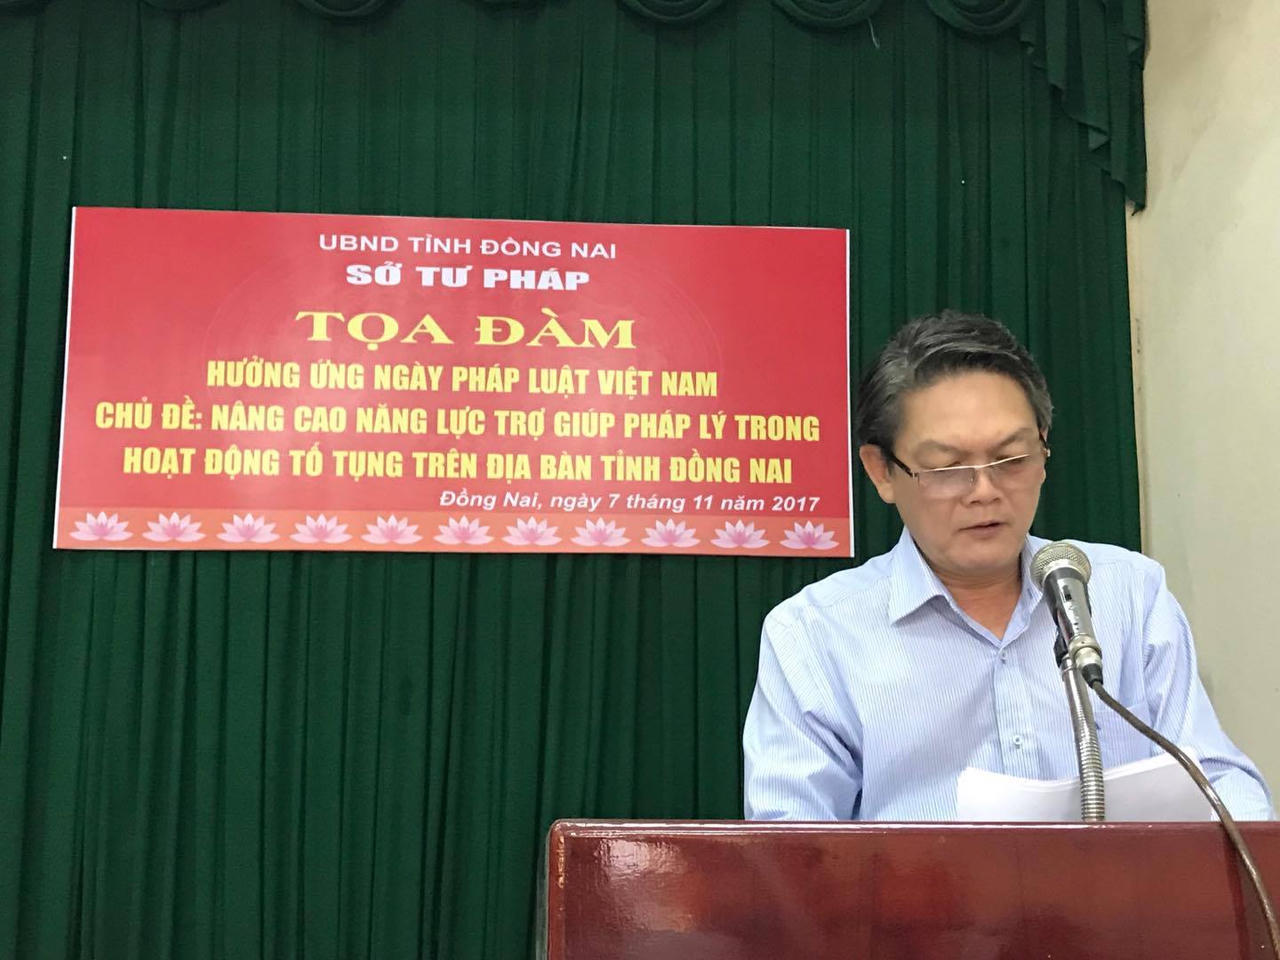 UBND TỈNH ĐỒNG NAI
SỞ TƯ PHÁP
TỌA ĐÀM
HƯỞNG ỨNG NGÀY PHÁP LUẬT VIỆT NAM
CHỦ ĐỀ: NÂNG CAO NĂNG LỰC TRỢ GIÚP PHÁP LÝ TRONG
HOẠT ĐỘNG TỐ TỤNG TRÊN ĐỊA BÀN TỈNH ĐỒNG NAI
Đồng Nai, ngày 7 tháng 11 năm 2017